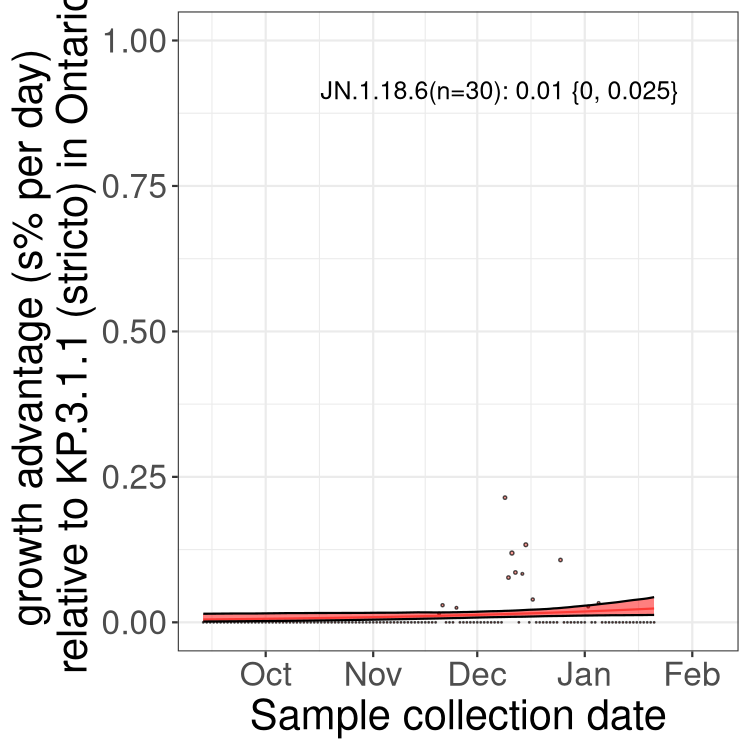 growth advantage (s% per day)
relative to KP.3.1.1 (stricto) in Ontario
1.00
0.75
0.50
0.25
0.00
JN.1.18.6(n=30): 0.01 {0, 0.025}
Oct Nov Dec Jan Feb
Sample collection date